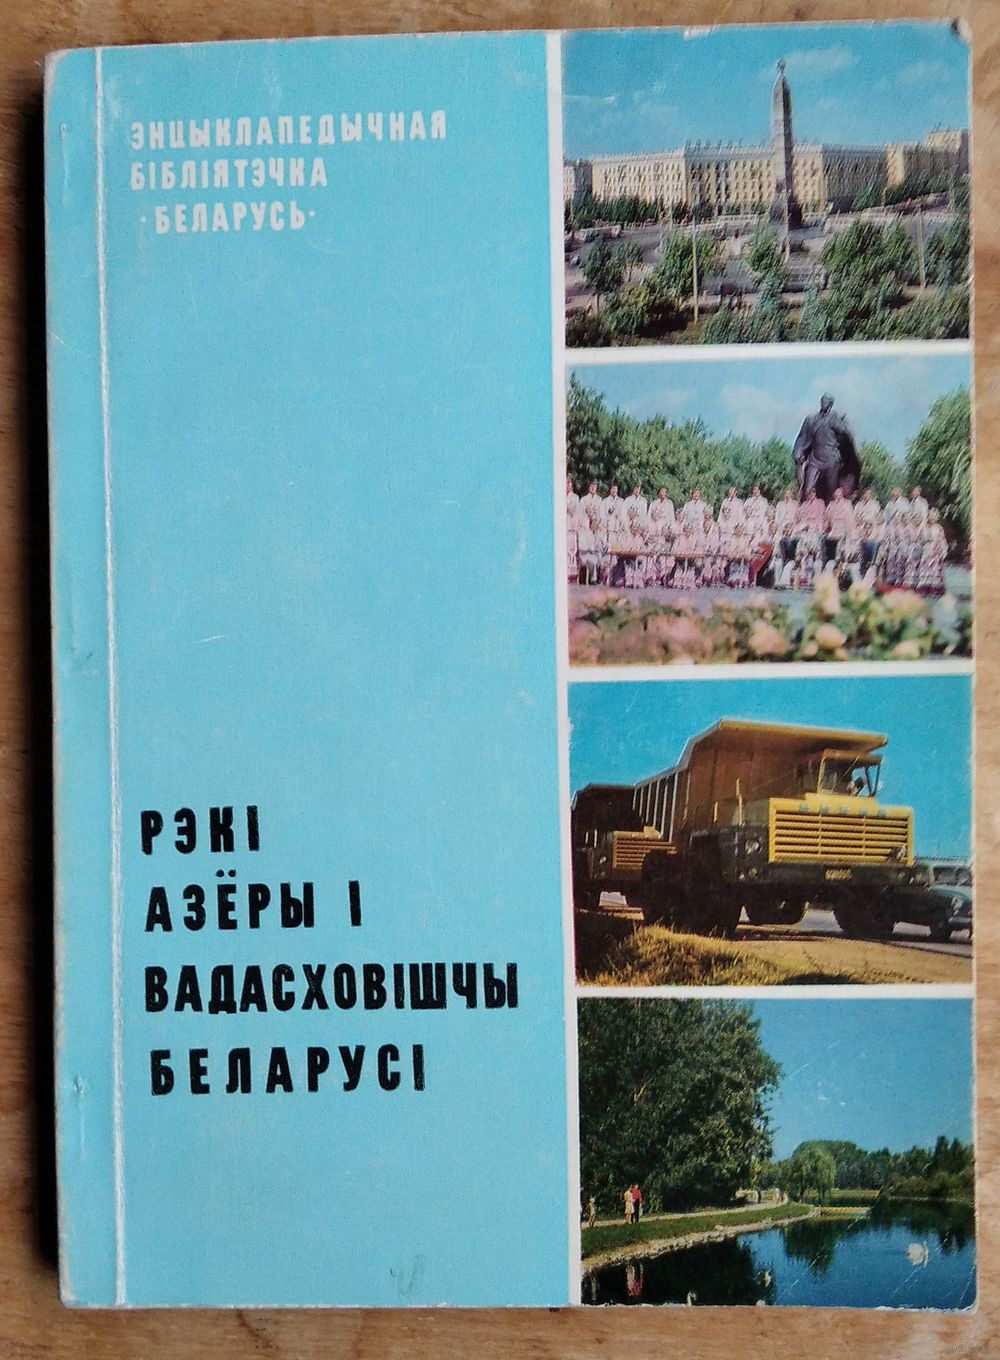 ЭНЦЫКЛАПЕДЫЧНАЯ
БІБЛІЯТЭЧКА
·БЕЛАРУСЬ·
РЭКІ
АЗЁРЫ І
ВАДАСХОВІШЧЫ
БЕЛАРУСІ